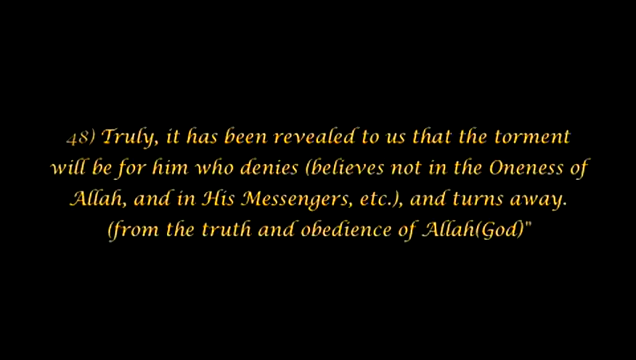 48) Truly, it has been revealed to us that the torment
will be for him who denies (believes not in the Oneness of
Allah, and in His Messengers, etc.), and turns away.
(from the truth and obedience of Allah(God)"